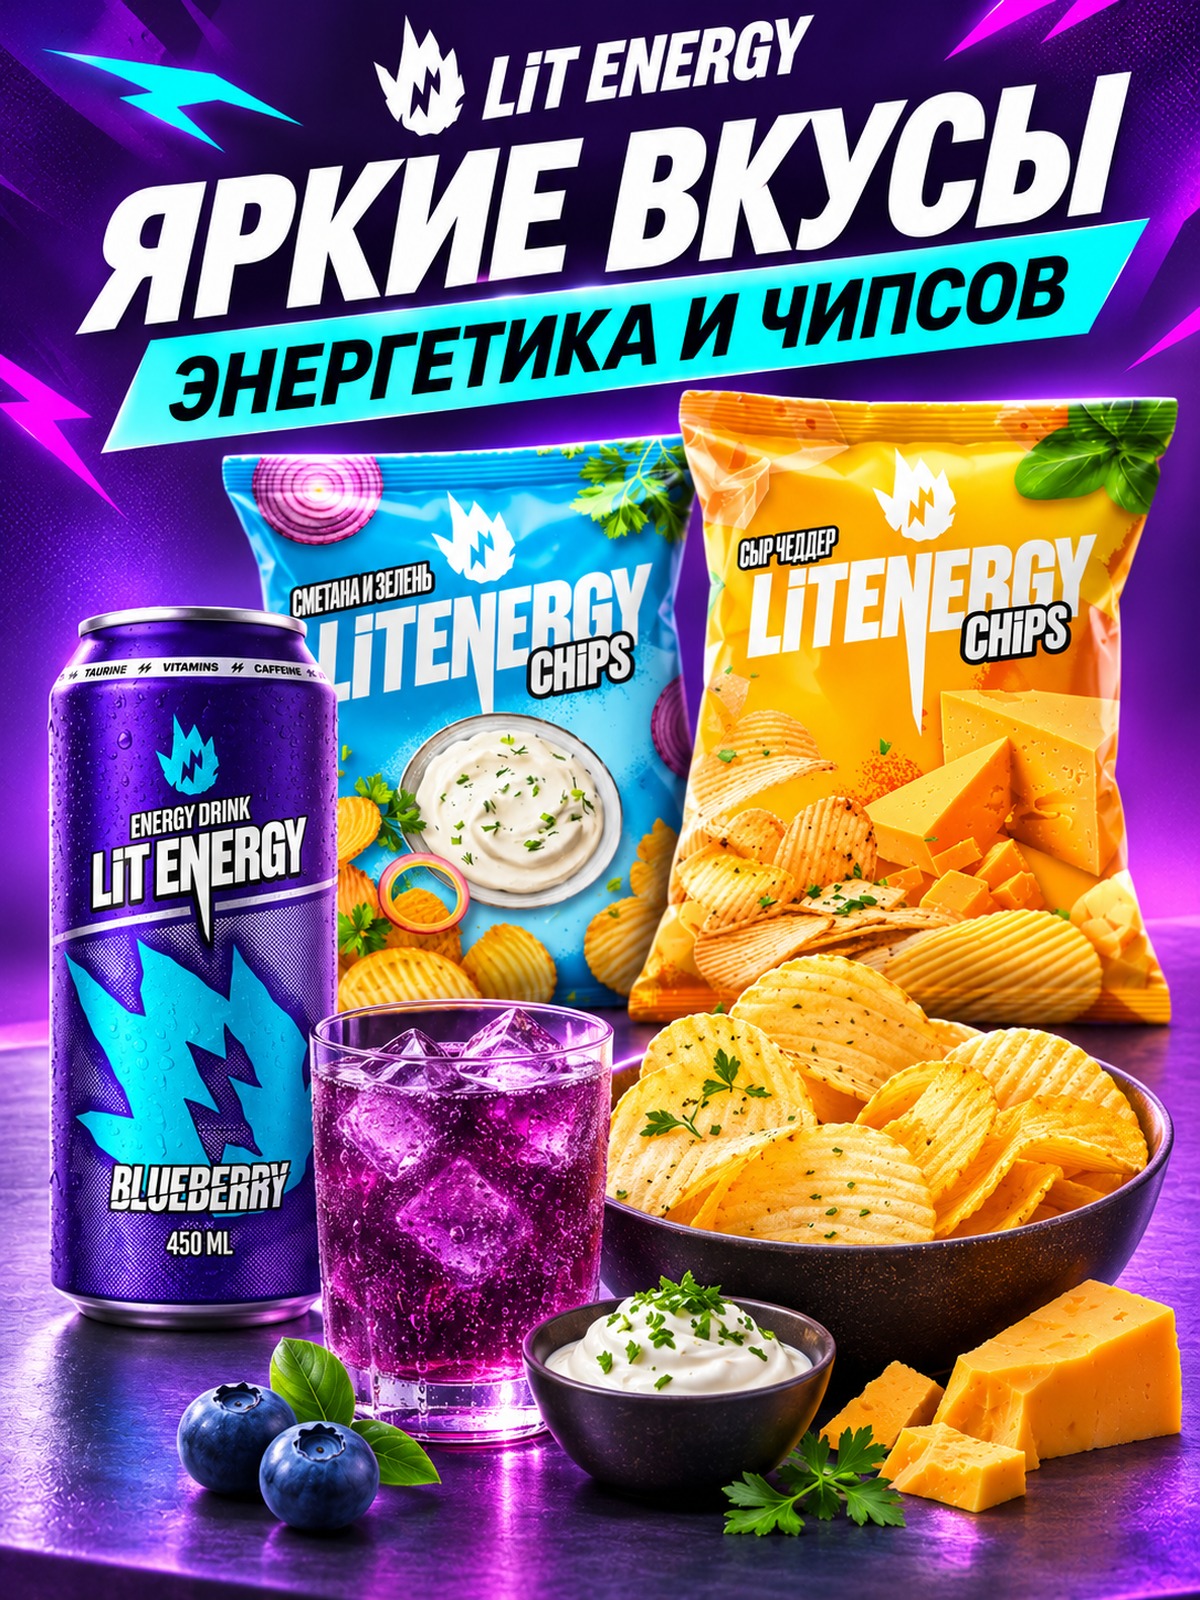 LiT ENERGY
ЯРКИЕ ВКУСЫ
ЭНЕРГЕТИКА И ЧИПСОВ
СМЕТАНА И ЗЕЛЕНЬ
LiTENERGY
CHiPS
СЫР ЧЕДДЕР
LiTENERGY
CHiPS
TAURINE VITAMINS CAFFEINE
ENERGY DRINK
LiT ENERGY
BLUEBERRY
450 ML